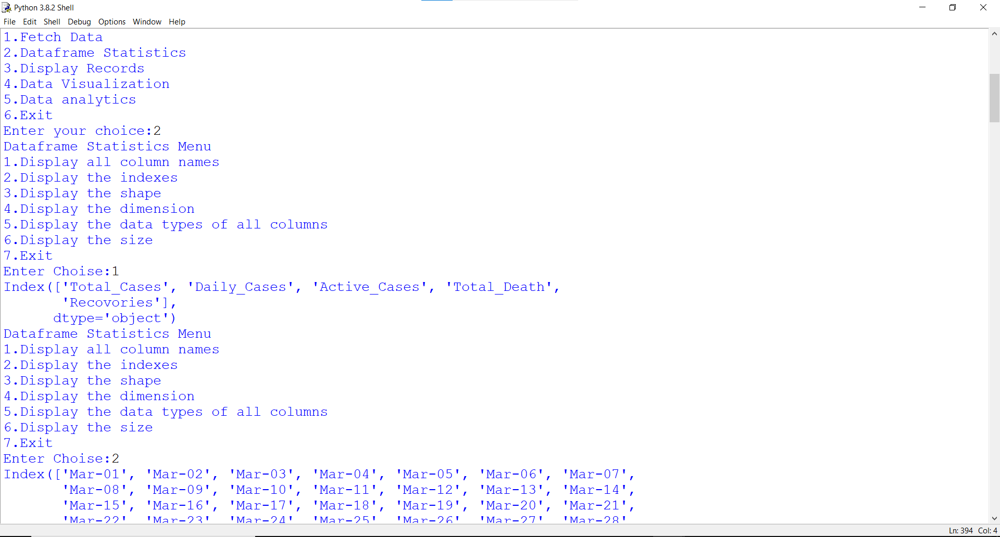 Python 3.8.2 Shell
File Edit Shell Debug Options Window Help
1.Fetch Data
2.Dataframe Statistics
3.Display Records
4.Data Visualization
5.Data analytics
6.Exit
Enter your choice:2
Dataframe Statistics Menu
1.Display all column names
2.Display the indexes
3.Display the shape
4.Display the dimension
5.Display the data types of all columns
6.Display the size
7.Exit
Enter Choise:1
Index(['Total_Cases', 'Daily_Cases', 'Active_Cases', 'Total_Death',
       'Recovories'],
      dtype='object')
Dataframe Statistics Menu
1.Display all column names
2.Display the indexes
3.Display the shape
4.Display the dimension
5.Display the data types of all columns
6.Display the size
7.Exit
Enter Choise:2
Index(['Mar-01', 'Mar-02', 'Mar-03', 'Mar-04', 'Mar-05', 'Mar-06', 'Mar-07',
       'Mar-08', 'Mar-09', 'Mar-10', 'Mar-11', 'Mar-12', 'Mar-13', 'Mar-14',
       'Mar-15', 'Mar-16', 'Mar-17', 'Mar-18', 'Mar-19', 'Mar-20', 'Mar-21',
       'Mar-22', 'Mar-23', 'Mar-24', 'Mar-25', 'Mar-26', 'Mar-27', 'Mar-28',
Ln: 394 Col: 4